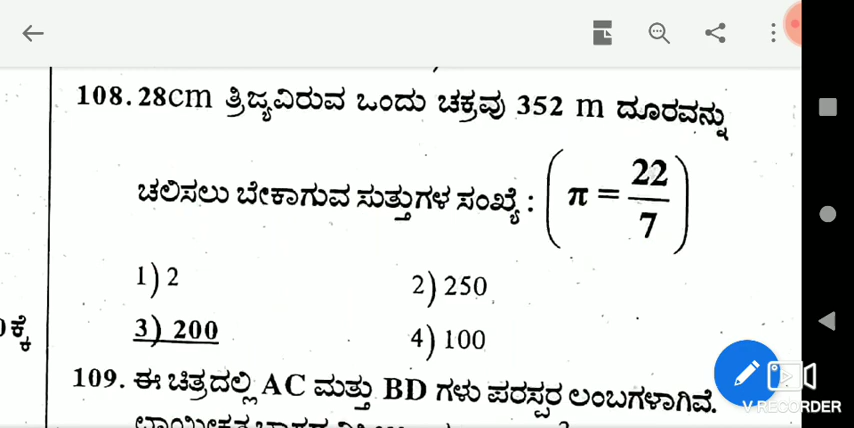 108. 28cm ತ್ರಿಜ್ಯವಿರುವ ಒಂದು ಚಕ್ರವು 352 m ದೂರವನ್ನು
ಚಲಿಸಲು ಬೇಕಾಗುವ ಸುತ್ತುಗಳ ಸಂಖ್ಯೆ : ( π = 22/7 )
1) 2
2) 250
3) 200
4) 100
0ಕ್ಕೆ
109. ಈ ಚಿತ್ರದಲ್ಲಿ AC ಮತ್ತು BD ಗಳು ಪರಸ್ಪರ ಲಂಬಗಳಾಗಿವೆ.
V RECORDER